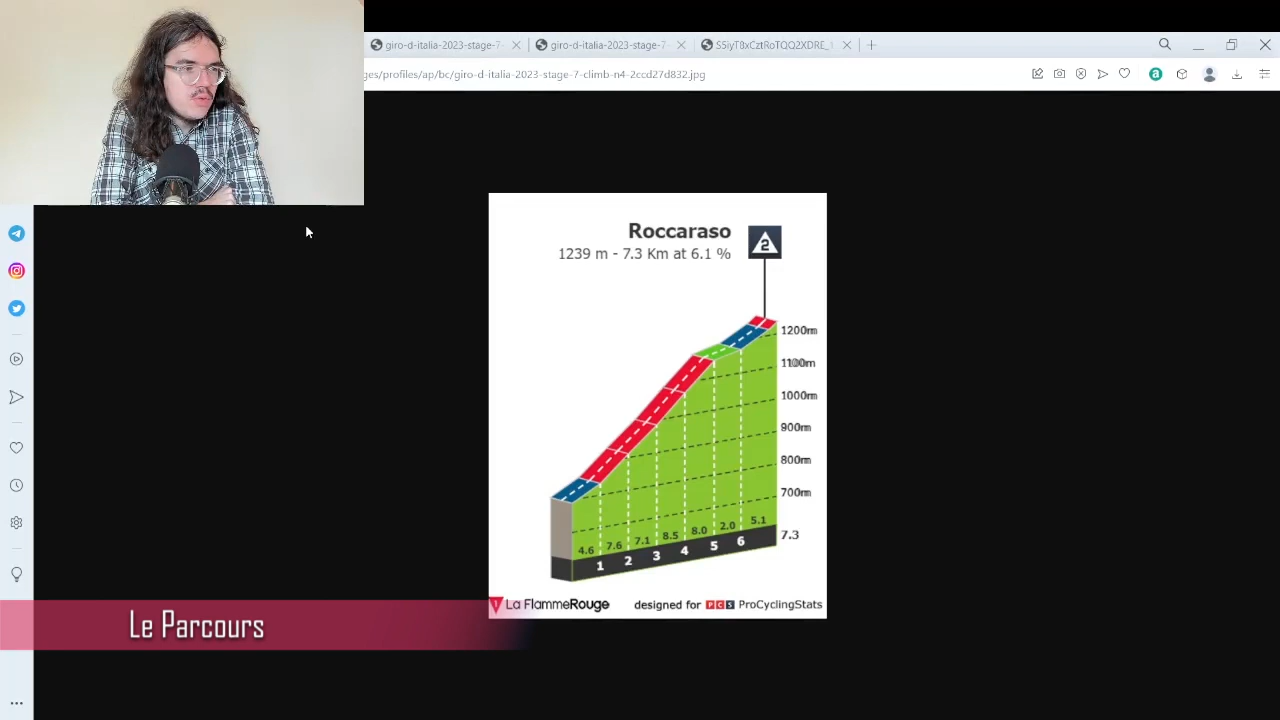 giro-d-italia-2023-stage-7-
giro-d-italia-2023-stage-7-
S5iyT8xCztRoTQQ2XDRE_1
ges/profiles/ap/bc/giro-d-italia-2023-stage-7-climb-n4-2ccd27d832.jpg
Roccaraso
1239 m - 7.3 Km at 6.1 %
2
1200m
1100m
1000m
900m
800m
700m
4.6 7.6 7.1 8.5 8.0 2.0 5.1
1 2 3 4 5 6 7.3
La FlammeRouge designed for PCS ProCyclingStats
Le Parcours